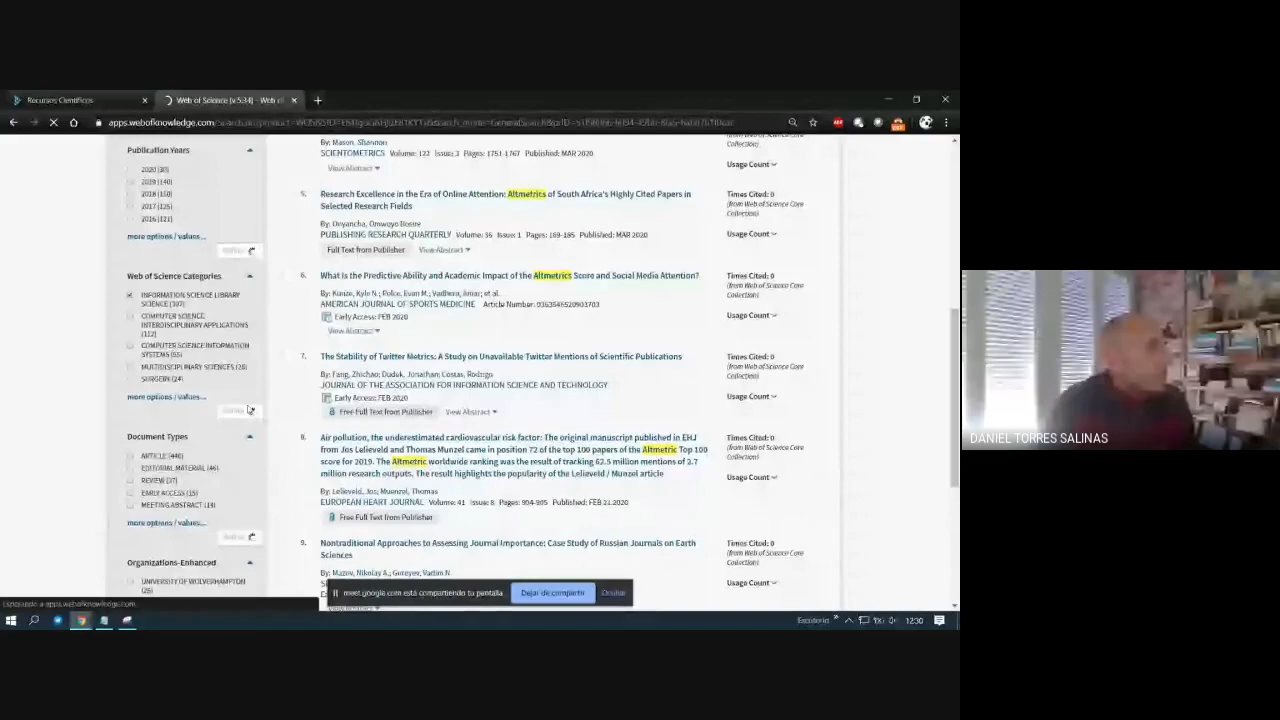 Recursos Científicos
Web of Science [v.5.34] - Web of
apps.webofknowledge.com/
Publication Years
2020 (30)
2019 (140)
2018 (150)
2017 (125)
2016 (121)
more options / values...
Web of Science Categories
INFORMATION SCIENCE LIBRARY
SCIENCE (307)
COMPUTER SCIENCE
INTERDISCIPLINARY APPLICATIONS
(112)
COMPUTER SCIENCE INFORMATION
SYSTEMS (95)
MULTIDISCIPLINARY SCIENCES (28)
SURGERY (24)
more options / values...
Document Types
ARTICLE (440)
EDITORIAL MATERIAL (46)
REVIEW (37)
EARLY ACCESS (15)
MEETING ABSTRACT (14)
more options / values...
Organizations-Enhanced
UNIVERSITY OF WOLVERHAMPTON
(26)
By: Mason, Shannon
SCIENTOMETRICS Volume: 122 Issue: 3 Pages: 1751-1767 Published: MAR 2020
View Abstract
5. Research Excellence in the Era of Online Attention: Altmetrics of South Africa's Highly Cited Papers in
Selected Research Fields
By: Onyancha, Omwoyo Bosire
PUBLISHING RESEARCH QUARTERLY Volume: 36 Issue: 1 Pages: 169-185 Published: MAR 2020
Full Text from Publisher View Abstract
6. What Is the Predictive Ability and Academic Impact of the Altmetrics Score and Social Media Attention?
By: Kunze, Kyle N.; Polce, Evan M.; Vadhera, Amar; et al.
AMERICAN JOURNAL OF SPORTS MEDICINE Article Number: 0363546520903703
Early Access: FEB 2020
View Abstract
7. The Stability of Twitter Metrics: A Study on Unavailable Twitter Mentions of Scientific Publications
By: Fang, Zhichao; Dudek, Jonathan; Costas, Rodrigo
JOURNAL OF THE ASSOCIATION FOR INFORMATION SCIENCE AND TECHNOLOGY
Early Access: FEB 2020
Free Full Text from Publisher View Abstract
8. Air pollution, the underestimated cardiovascular risk factor: The original manuscript published in EHJ
from Jos Lelieveld and Thomas Munzel came in position 72 of the top 100 papers of the Altmetric Top 100
score for 2019. The Altmetric worldwide ranking was the result of tracking 62.5 million mentions of 2.7
million research outputs. The result highlights the popularity of the Lelieveld / Munzel article
By: Lelieveld, Jos; Muenzel, Thomas
EUROPEAN HEART JOURNAL Volume: 41 Issue: 8 Pages: 904-905 Published: FEB 21 2020
Free Full Text from Publisher
9. Nontraditional Approaches to Assessing Journal Importance: Case Study of Russian Journals on Earth
Sciences
By: Mazov, Nikolay A.; Gureyev, Vadim N.
View Abstract
(from Web of Science Core
Collection)
Usage Count
Times Cited: 0
(from Web of Science Core
Collection)
Usage Count
Times Cited: 0
(from Web of Science Core
Collection)
Usage Count
Times Cited: 0
(from Web of Science Core
Collection)
Usage Count
Times Cited: 0
(from Web of Science Core
Collection)
Usage Count
Times Cited: 0
(from Web of Science Core
Collection)
Usage Count
meet.google.com está compartiendo tu pantalla
Dejar de compartir
Ocultar
Esperando a apps.webofknowledge.com
Escritorio
12:30
DANIEL TORRES SALINAS